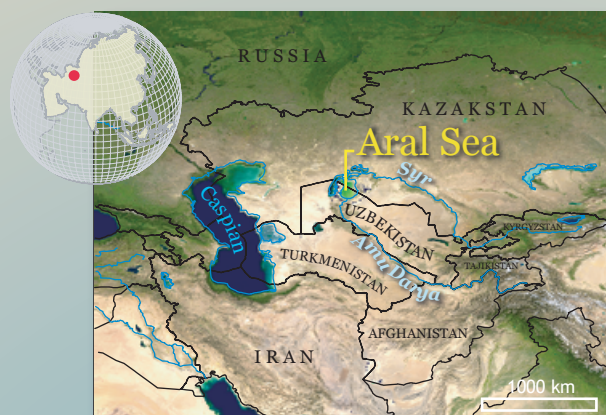 RUSSIA
KAZAKSTAN
Aral Sea
Syr
Caspian
UZBEKISTAN
KYRGYZSTAN
Amu Darya
TURKMENISTAN
TAJIKISTAN
AFGHANISTAN
IRAN
1000 km